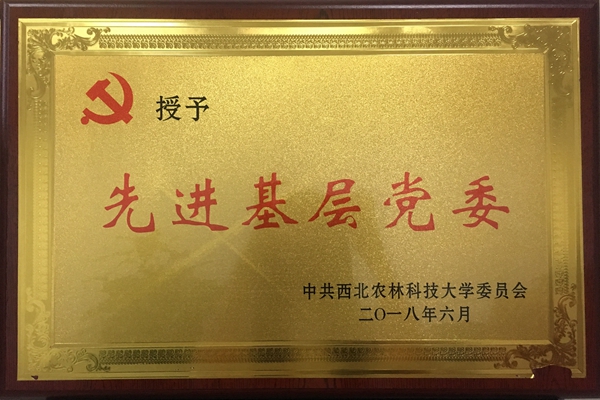 授予
先进基层党委
中共西北农林科技大学委员会
二〇一八年六月